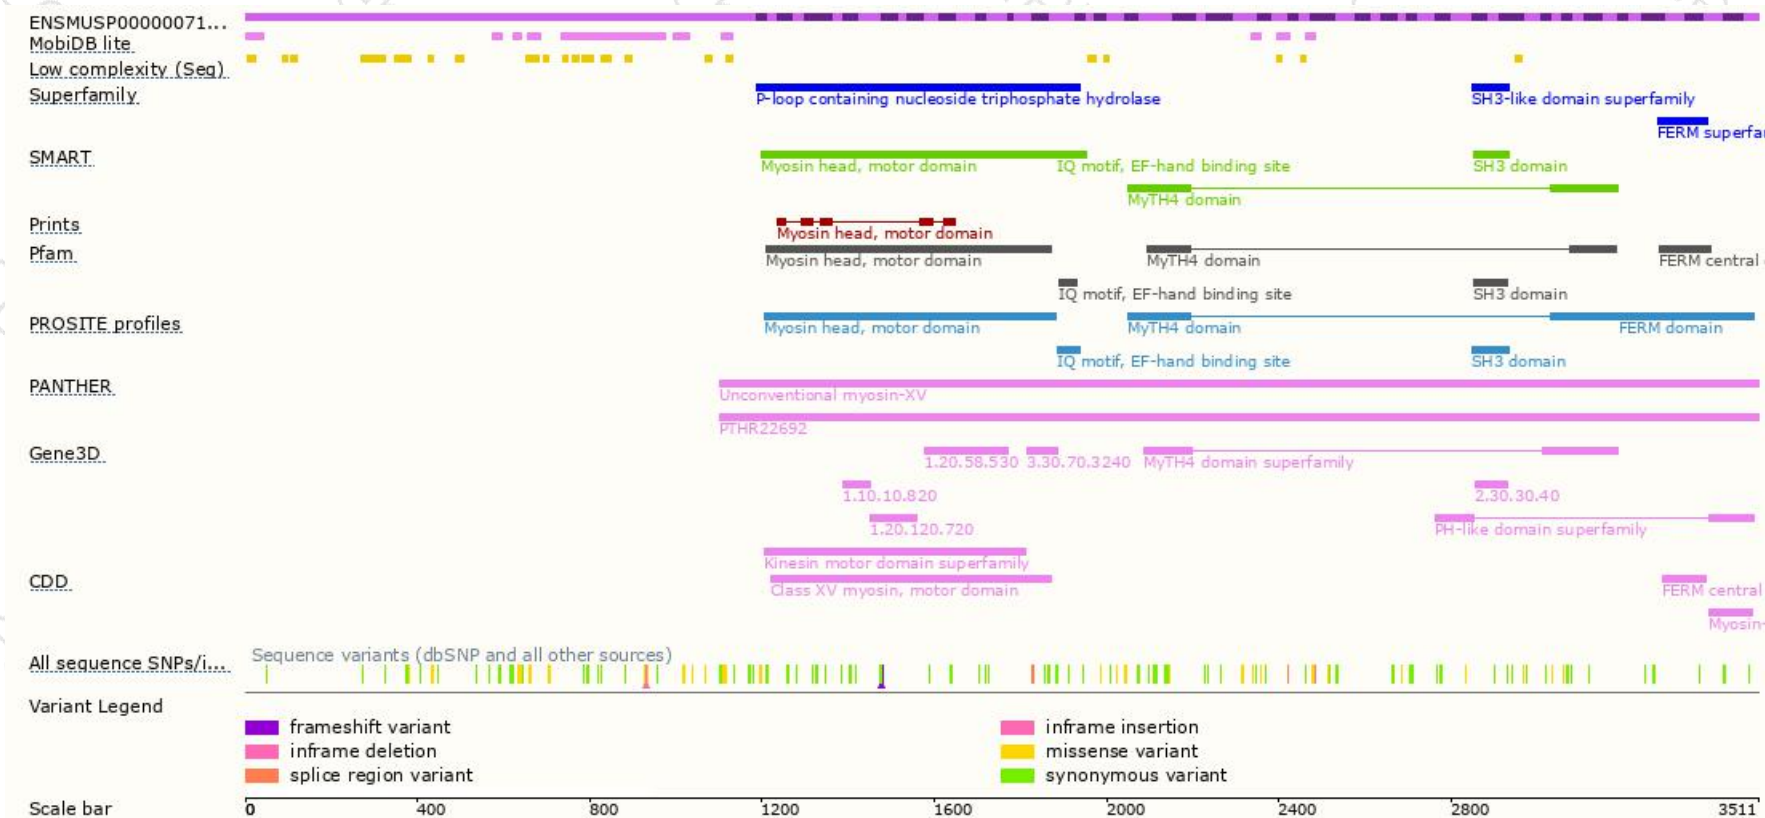 ENSMUSP00000071...
MobiDB lite
Low complexity (Seg)
Superfamily
P-loop containing nucleoside triphosphate hydrolase
SH3-like domain superfamily
FERM superfa
SMART
Myosin head, motor domain
IQ motif, EF-hand binding site
SH3 domain
MyTH4 domain
Prints
Myosin head, motor domain
Pfam
Myosin head, motor domain
MyTH4 domain
FERM central
IQ motif, EF-hand binding site
SH3 domain
PROSITE profiles
Myosin head, motor domain
MyTH4 domain
FERM domain
IQ motif, EF-hand binding site
SH3 domain
PANTHER
Unconventional myosin-XV
PTHR22692
Gene3D
1.20.58.530
3.30.70.3240
MyTH4 domain superfamily
1.10.10.820
2.30.30.40
1.20.120.720
PH-like domain superfamily
Kinesin motor domain superfamily
CDD
Class XV myosin, motor domain
FERM central
Myosin-
All sequence SNPs/i...
Sequence variants (dbSNP and all other sources)
Variant Legend
frameshift variant
inframe insertion
inframe deletion
missense variant
splice region variant
synonymous variant
Scale bar
0 400 800 1200 1600 2000 2400 2800 3511